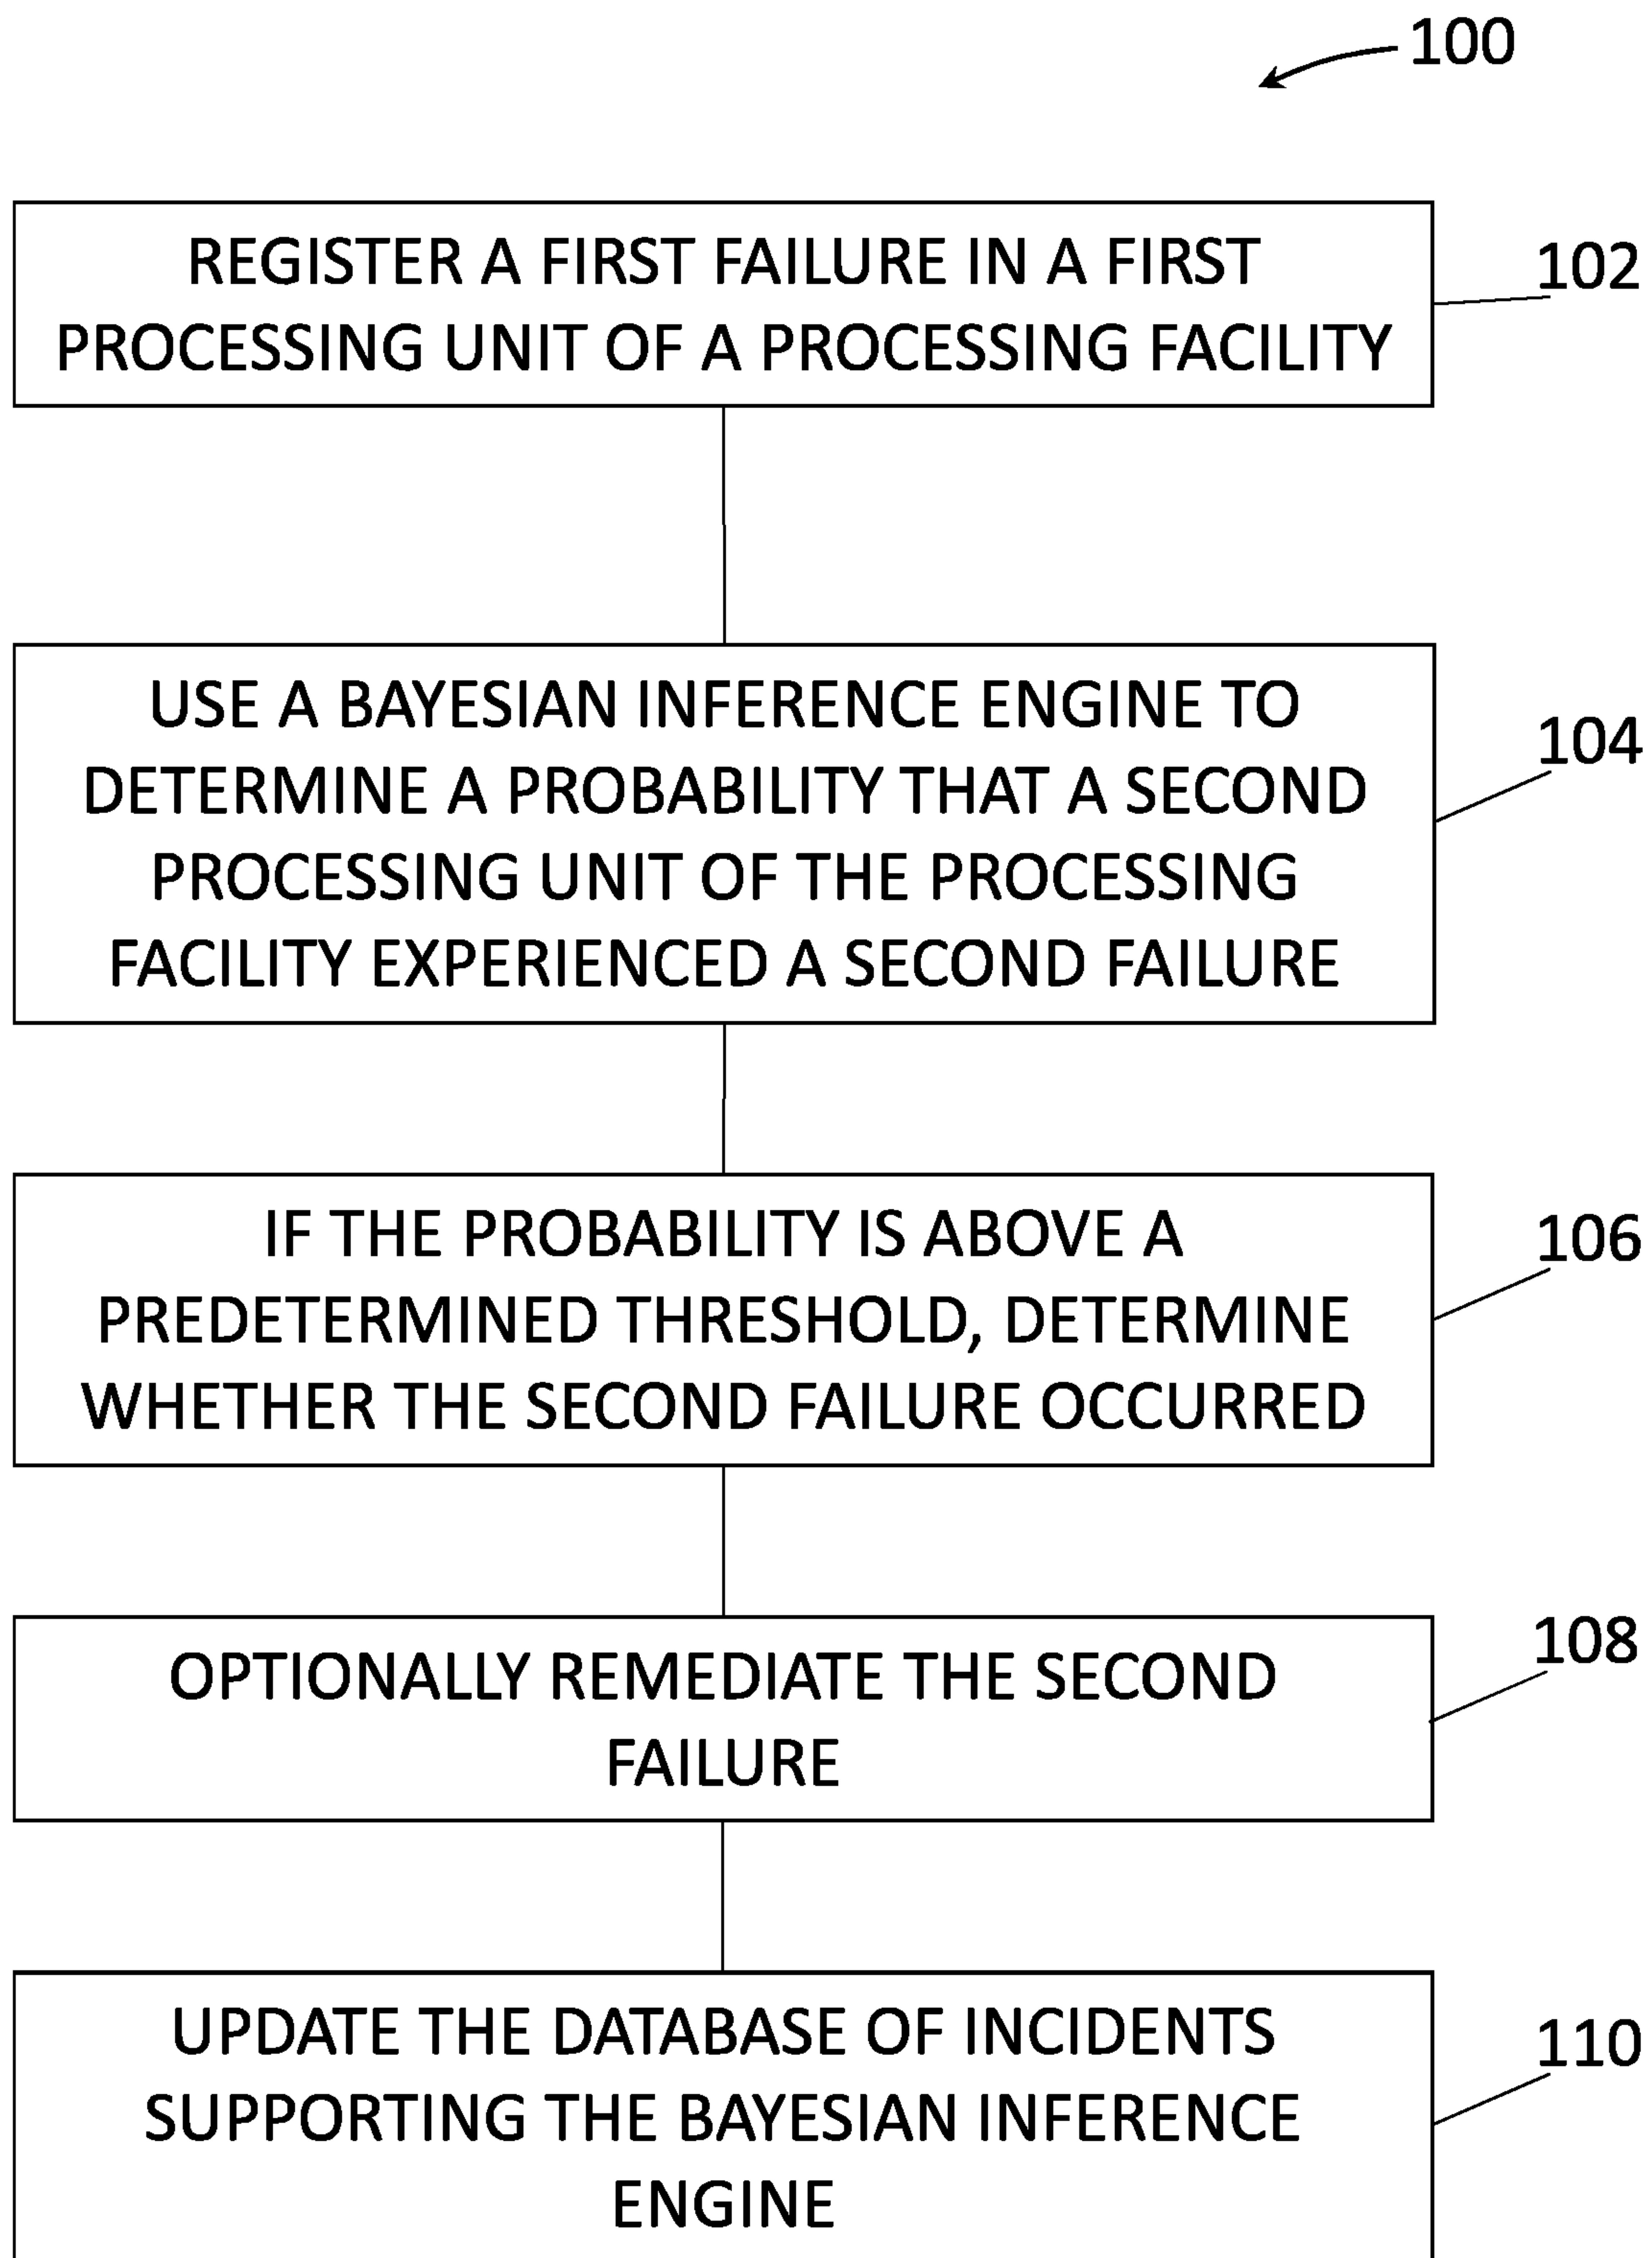 100
REGISTER A FIRST FAILURE IN A FIRST
PROCESSING UNIT OF A PROCESSING FACILITY
102
USE A BAYESIAN INFERENCE ENGINE TO
DETERMINE A PROBABILITY THAT A SECOND
PROCESSING UNIT OF THE PROCESSING
FACILITY EXPERIENCED A SECOND FAILURE
104
IF THE PROBABILITY IS ABOVE A
PREDETERMINED THRESHOLD, DETERMINE
WHETHER THE SECOND FAILURE OCCURRED
106
OPTIONALLY REMEDIATE THE SECOND
FAILURE
108
UPDATE THE DATABASE OF INCIDENTS
SUPPORTING THE BAYESIAN INFERENCE
ENGINE
110